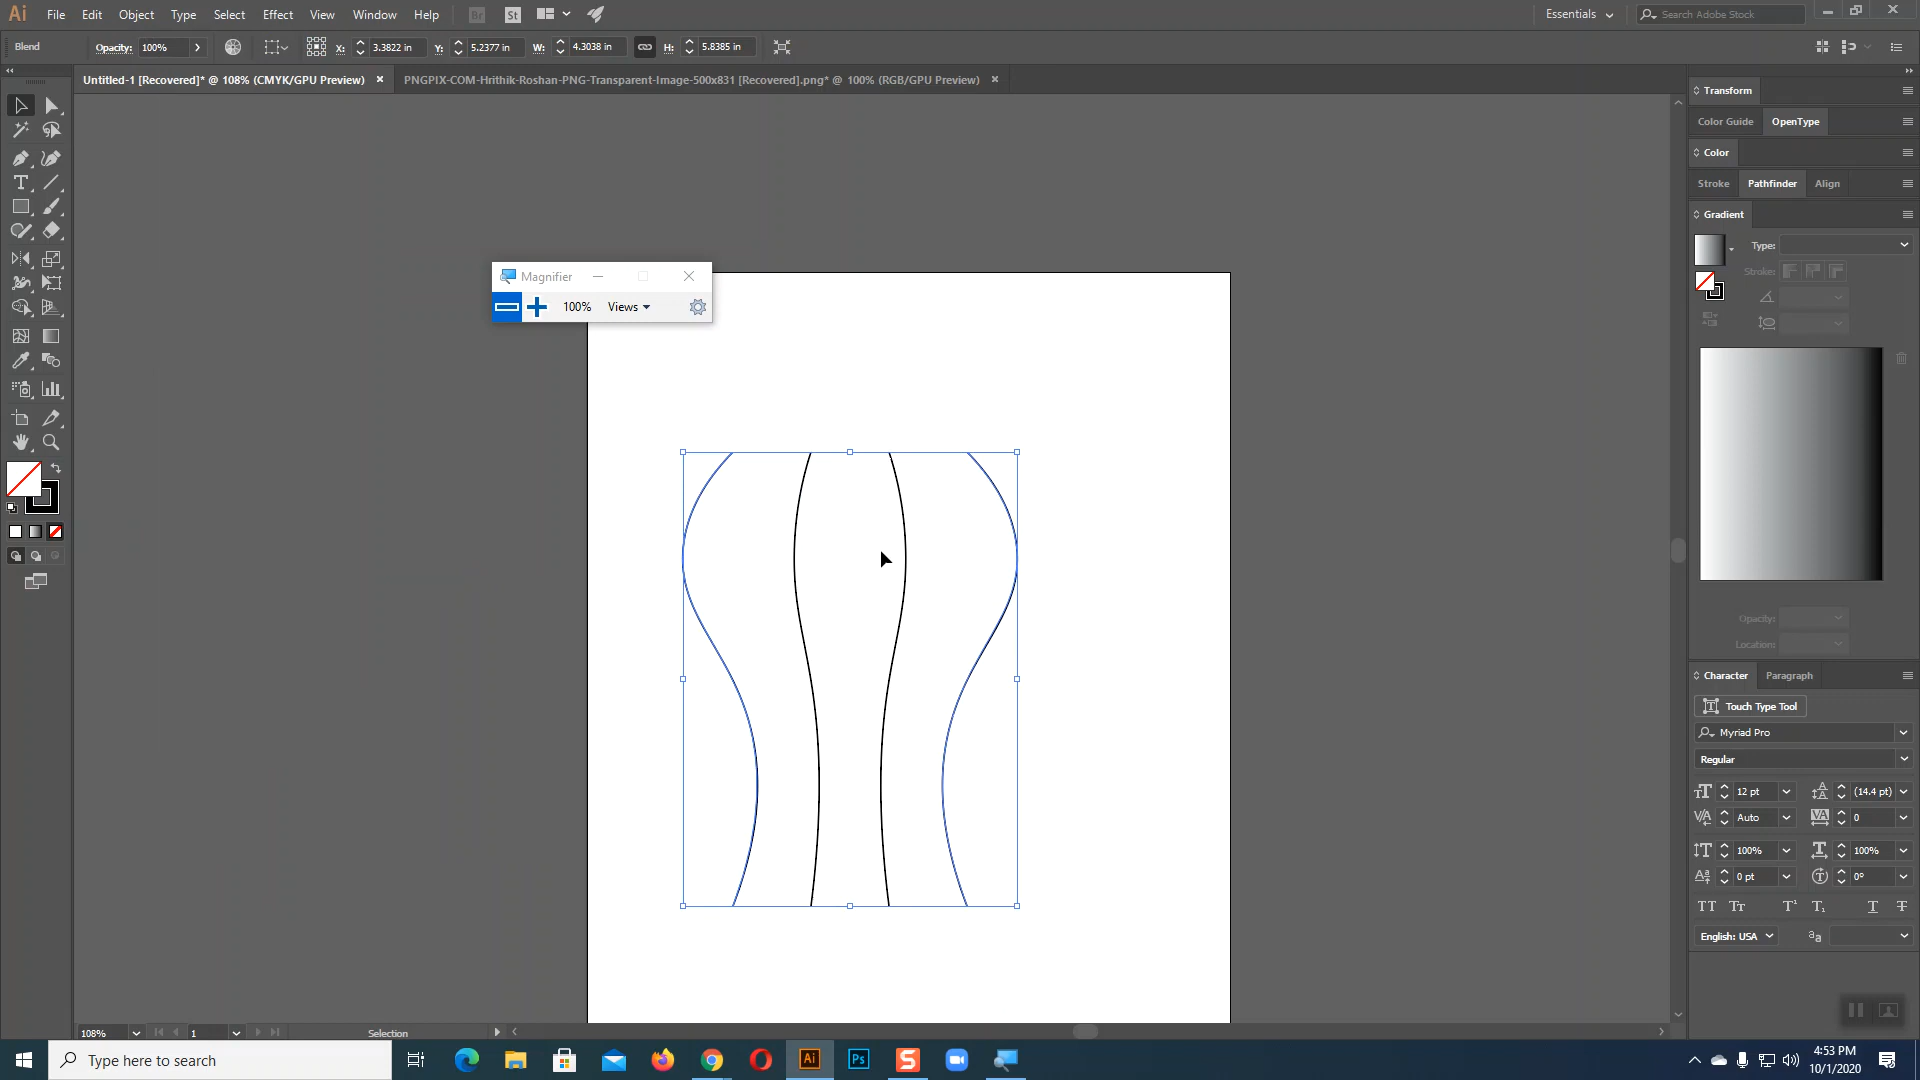 Ai File Edit Object Type Select Effect View Window Help Br St Essentials Search Adobe Stock
Blend Opacity: 100% X: 3.3822 in Y: 5.2377 in W: 4.3038 in H: 5.8385 in
Untitled-1 [Recovered]* @ 108% (CMYK/GPU Preview) × PNGPIX-COM-Hrithik-Roshan-PNG-Transparent-Image-500x831 [Recovered].png* @ 100% (RGB/GPU Preview) ×
Transform
Color Guide OpenType
Color
Stroke Pathfinder Align
Gradient
Type:
Stroke:
Magnifier
100% Views
Opacity:
Location:
Character Paragraph
Touch Type Tool
Myriad Pro
Regular
12 pt (14.4 pt)
Auto 0
100% 100%
0 pt 0°
English: USA
108% 1 Selection
Type here to search
Ai Ps S
4:53 PM
10/1/2020